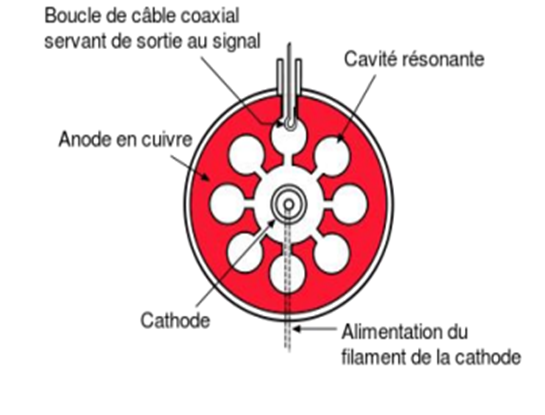 Boucle de câble coaxial
servant de sortie au signal
Cavité résonante
Anode en cuivre
Cathode
Alimentation du
filament de la cathode